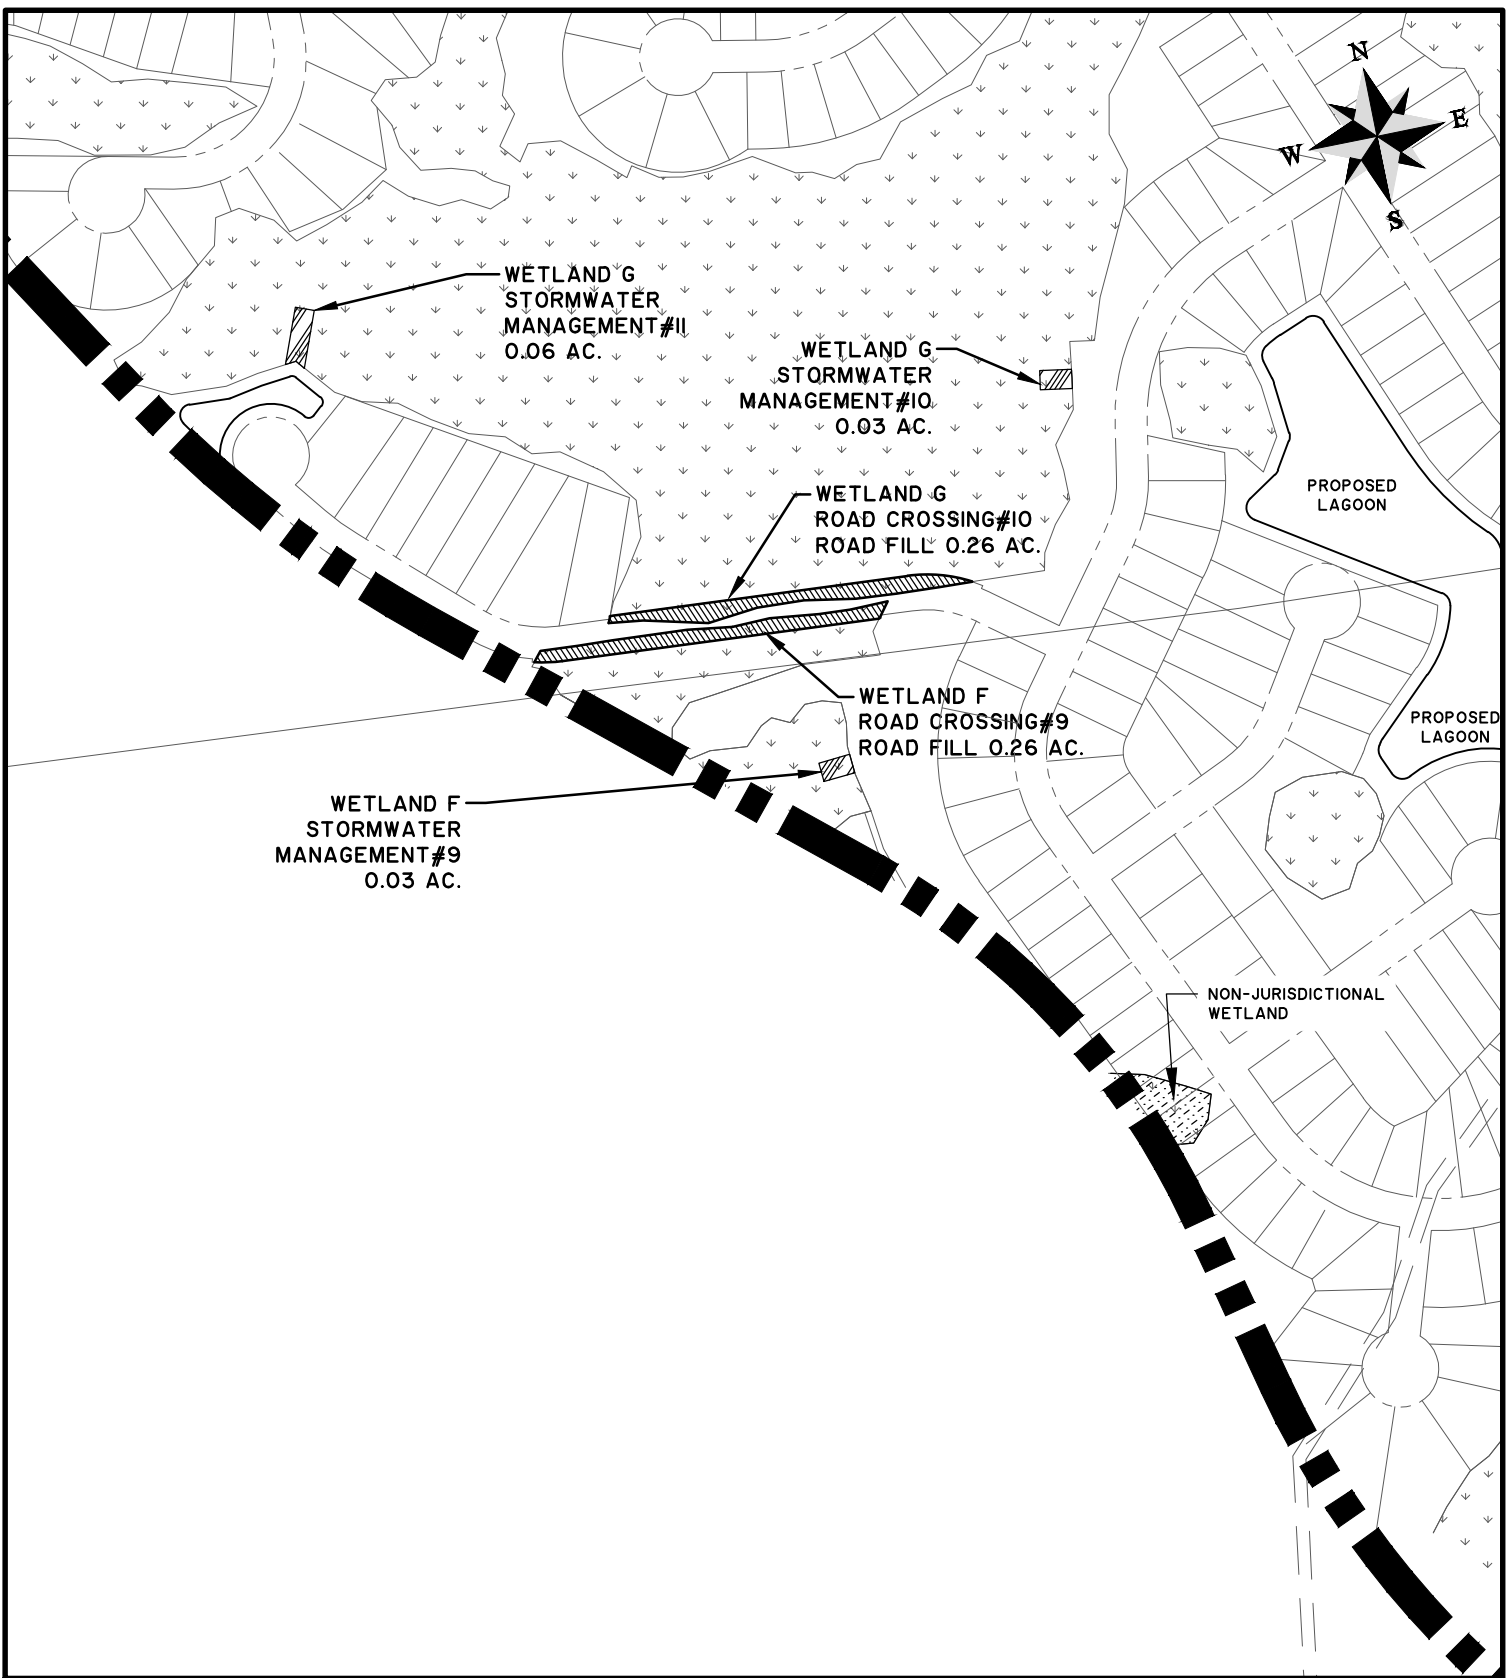 N
E
W
S
WETLAND G
STORMWATER
MANAGEMENT#11
0.06 AC.
WETLAND G
STORMWATER
MANAGEMENT#10
0.03 AC.
WETLAND G
ROAD CROSSING#10
ROAD FILL 0.26 AC.
PROPOSED
LAGOON
WETLAND F
ROAD CROSSING#9
ROAD FILL 0.26 AC.
PROPOSED
LAGOON
WETLAND F
STORMWATER
MANAGEMENT#9
0.03 AC.
NON-JURISDICTIONAL
WETLAND